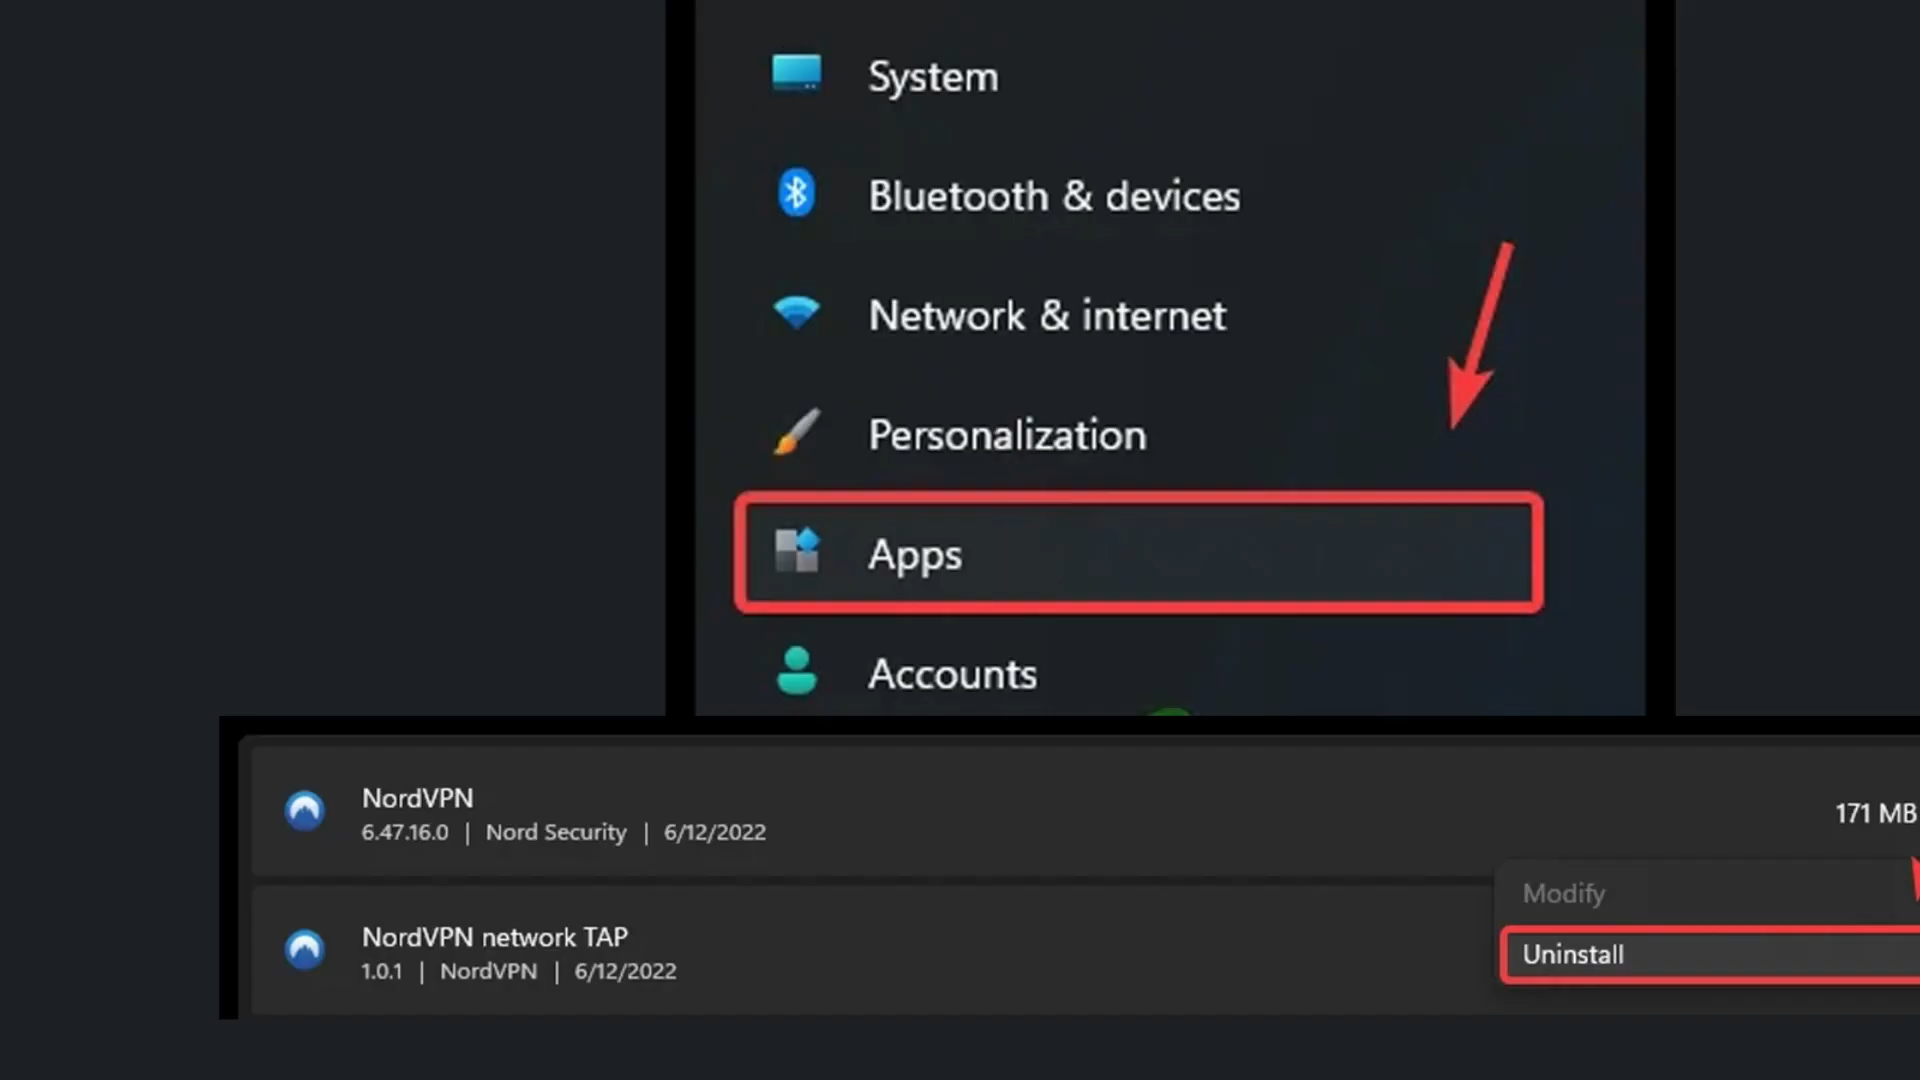 System
Bluetooth & devices
Network & internet
Personalization
Apps
Accounts
NordVPN
6.47.16.0 | Nord Security | 6/12/2022
171 MB
Modify
NordVPN network TAP
1.0.1 | NordVPN | 6/12/2022
Uninstall